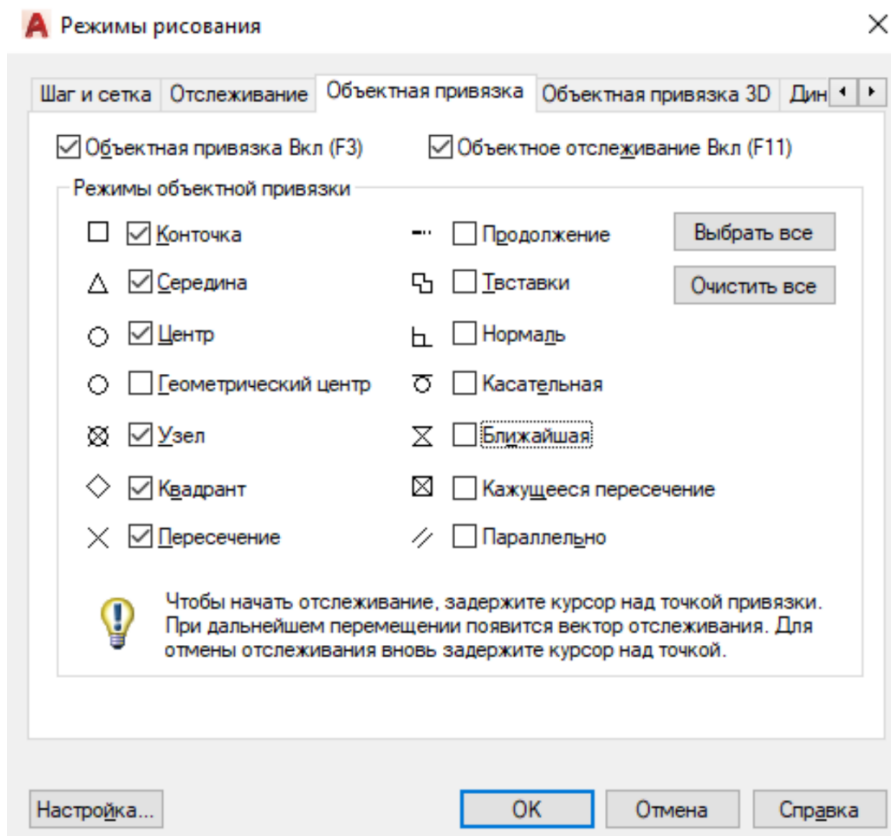 Режимы рисования
Шаг и сетка Отслеживание Объектная привязка Объектная привязка 3D Дин
Объектная привязка Вкл (F3) Объектное отслеживание Вкл (F11)
Режимы объектной привязки
Конточка Продолжение Выбрать все
Середина Твставки Очистить все
Центр Нормаль
Геометрический центр Касательная
Узел Ближайшая
Квадрант Кажущееся пересечение
Пересечение Параллельно
Чтобы начать отслеживание, задержите курсор над точкой привязки.
При дальнейшем перемещении появится вектор отслеживания. Для
отмены отслеживания вновь задержите курсор над точкой.
Настройка... OK Отмена Справка